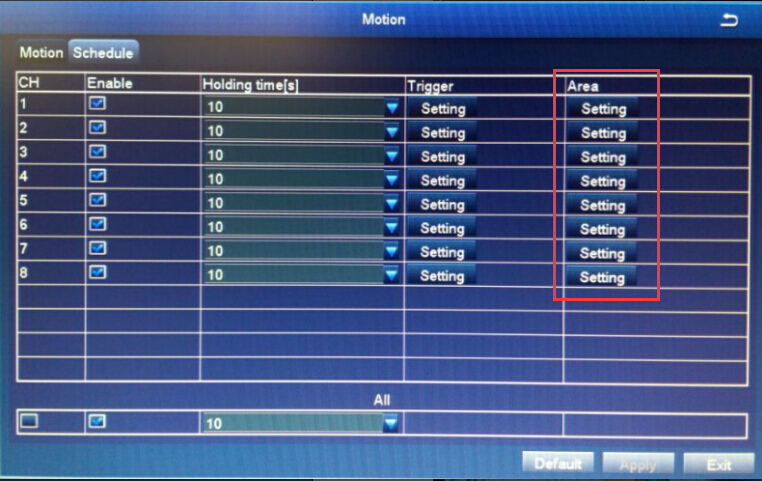 Motion
Motion Schedule
CH Enable Holding time[s] Trigger Area
1 10 Setting Setting
2 10 Setting Setting
3 10 Setting Setting
4 10 Setting Setting
5 10 Setting Setting
6 10 Setting Setting
7 10 Setting Setting
8 10 Setting Setting
All
10
Default Apply Exit